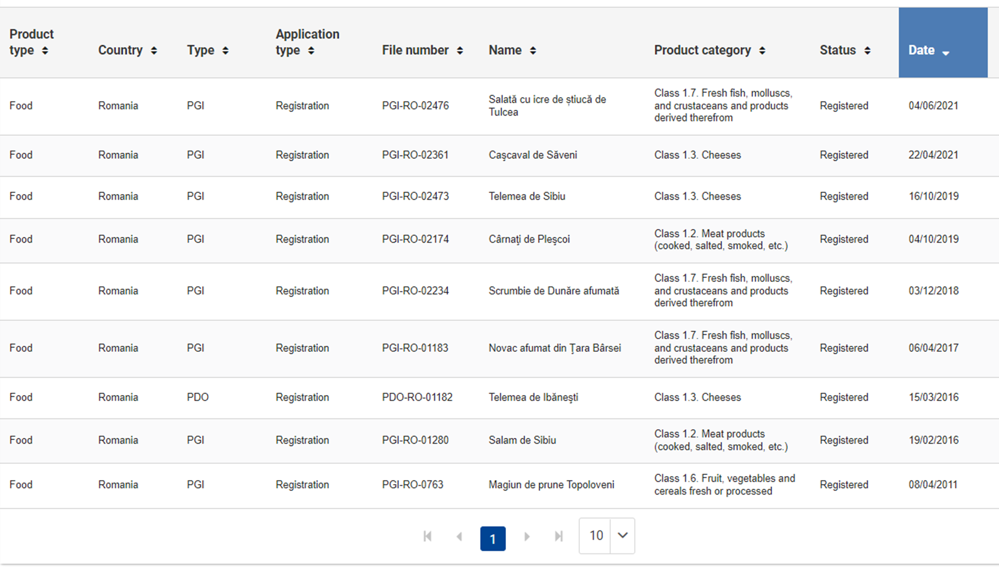 Product type
Country
Type
Application type
File number
Name
Product category
Status
Date
Food Romania PGI Registration PGI-RO-02476 Salată cu icre de știucă de Tulcea Class 1.7. Fresh fish, molluscs, and crustaceans and products derived therefrom Registered 04/06/2021
Food Romania PGI Registration PGI-RO-02361 Caşcaval de Săveni Class 1.3. Cheeses Registered 22/04/2021
Food Romania PGI Registration PGI-RO-02473 Telemea de Sibiu Class 1.3. Cheeses Registered 16/10/2019
Food Romania PGI Registration PGI-RO-02174 Cârnaţi de Pleşcoi Class 1.2. Meat products (cooked, salted, smoked, etc.) Registered 04/10/2019
Food Romania PGI Registration PGI-RO-02234 Scrumbie de Dunăre afumată Class 1.7. Fresh fish, molluscs, and crustaceans and products derived therefrom Registered 03/12/2018
Food Romania PGI Registration PGI-RO-01183 Novac afumat din Ţara Bârsei Class 1.7. Fresh fish, molluscs, and crustaceans and products derived therefrom Registered 06/04/2017
Food Romania PDO Registration PDO-RO-01182 Telemea de Ibăneşti Class 1.3. Cheeses Registered 15/03/2016
Food Romania PGI Registration PGI-RO-01280 Salam de Sibiu Class 1.2. Meat products (cooked, salted, smoked, etc.) Registered 19/02/2016
Food Romania PGI Registration PGI-RO-0763 Magiun de prune Topoloveni Class 1.6. Fruit, vegetables and cereals fresh or processed Registered 08/04/2011
1 10